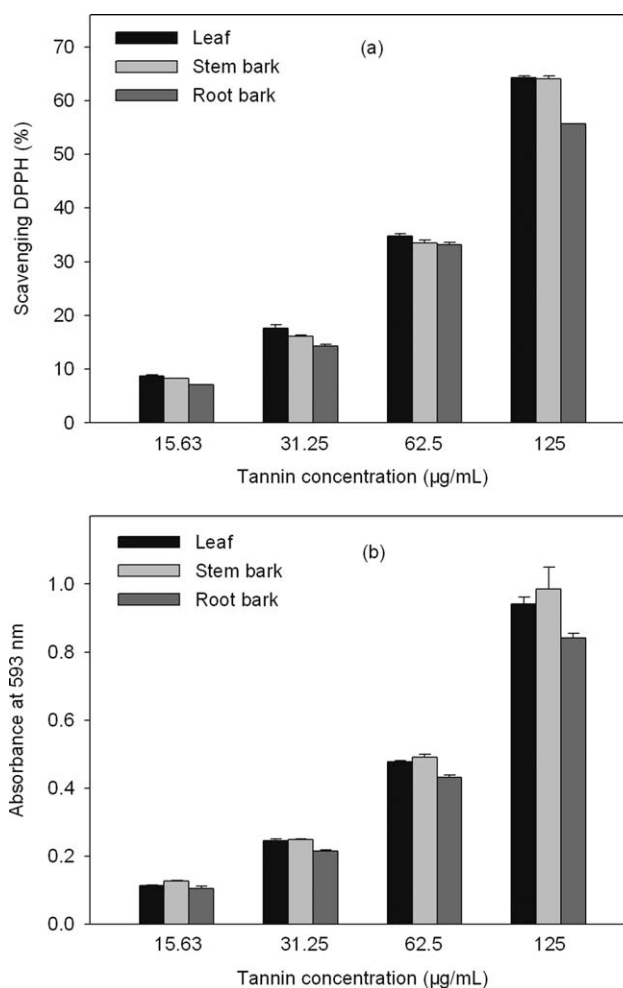 (a)
Leaf
Stem bark
Root bark
Scavenging DPPH (%)
70
60
50
40
30
20
10
0
15.63 31.25 62.5 125
Tannin concentration (µg/mL)
(b)
Leaf
Stem bark
Root bark
Absorbance at 593 nm
1.0
0.8
0.6
0.4
0.2
0.0
15.63 31.25 62.5 125
Tannin concentration (µg/mL)